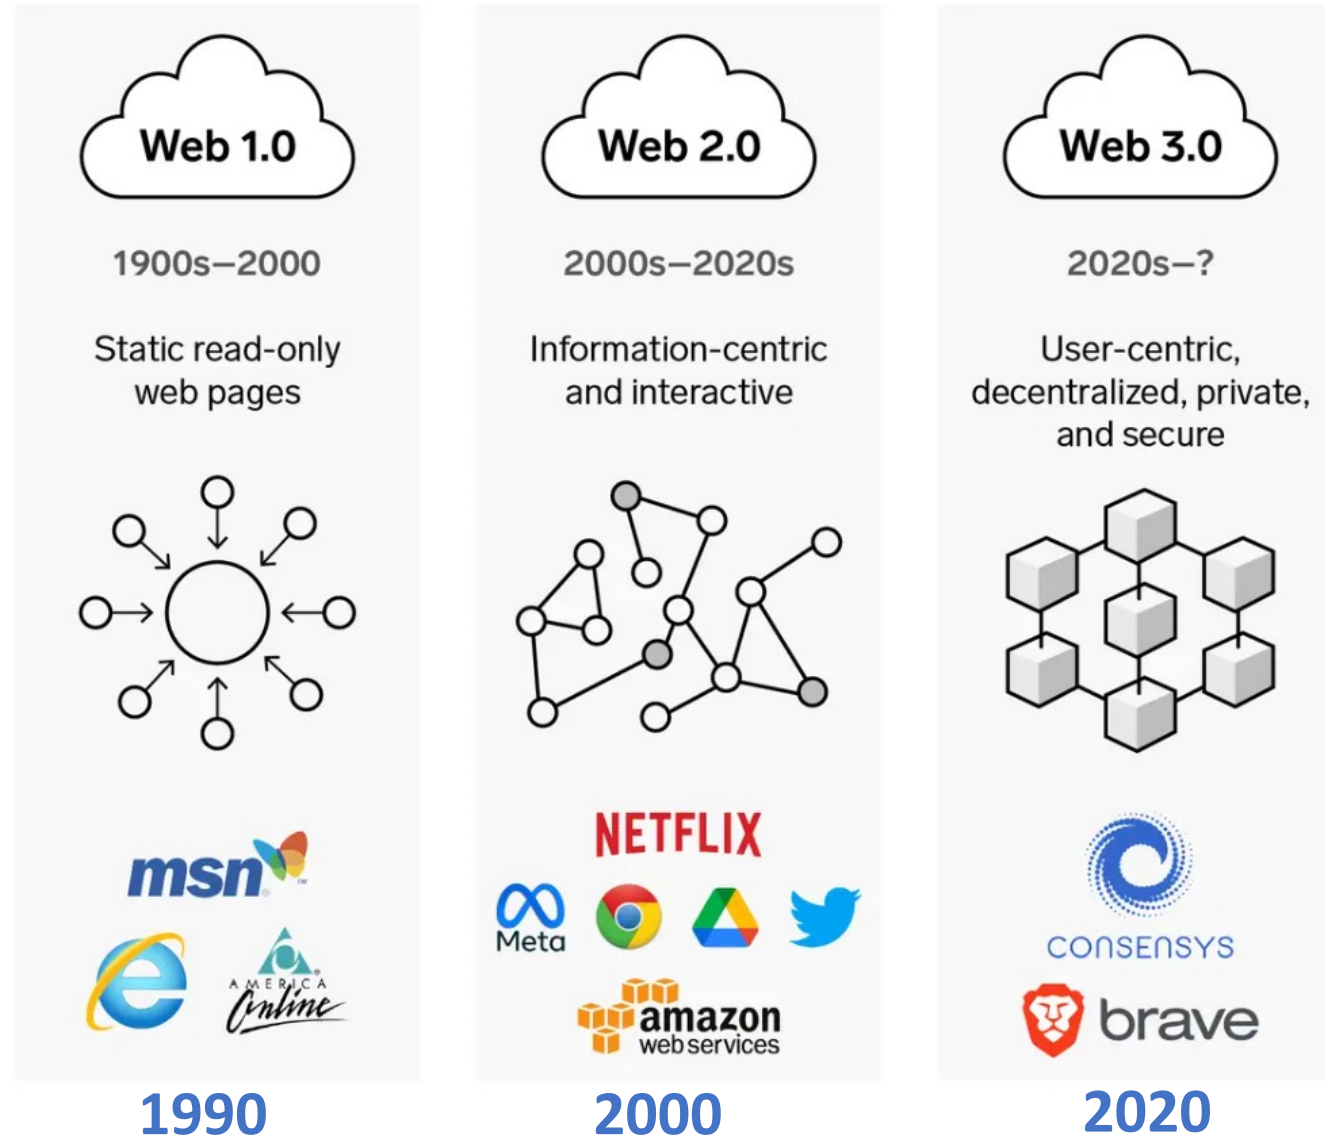 Web 1.0
1900s–2000
Static read-only
web pages
msn
AMERICA
Online
1990
Web 2.0
2000s–2020s
Information-centric
and interactive
NETFLIX
Meta
amazon
web services
2000
Web 3.0
2020s–?
User-centric,
decentralized, private,
and secure
CONSENSYS
brave
2020